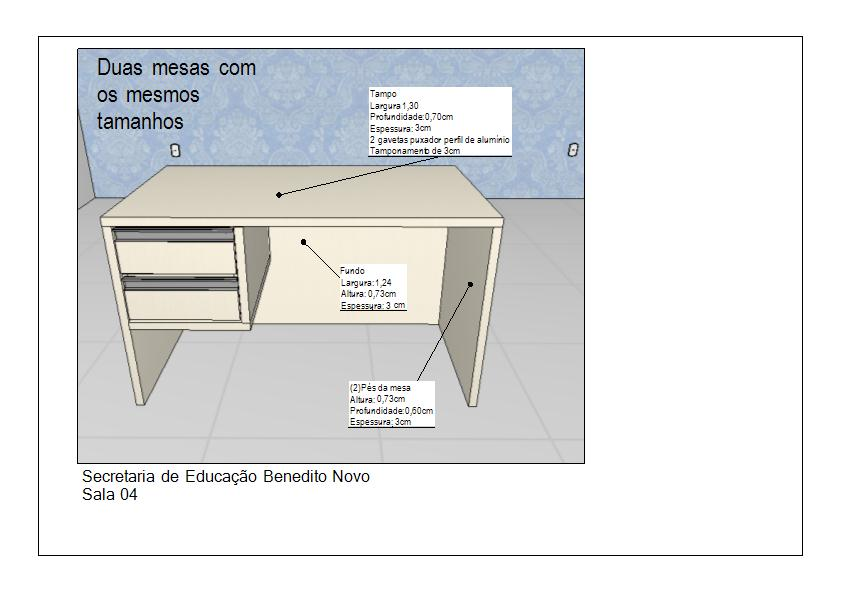 Duas mesas com
os mesmos
tamanhos
Tampo
Largura 1,30
Profundidade:0,70cm
Espessura: 3cm
2 gavetas puxador perfil de alumínio
Tamponamento de 3cm
Fundo
Largura:1,24
Altura: 0,73cm
Espessura: 3 cm
(2)Pés da mesa
Altura: 0,73cm
Profundidade:0,60cm
Espessura: 3cm
Secretaria de Educação Benedito Novo
Sala 04